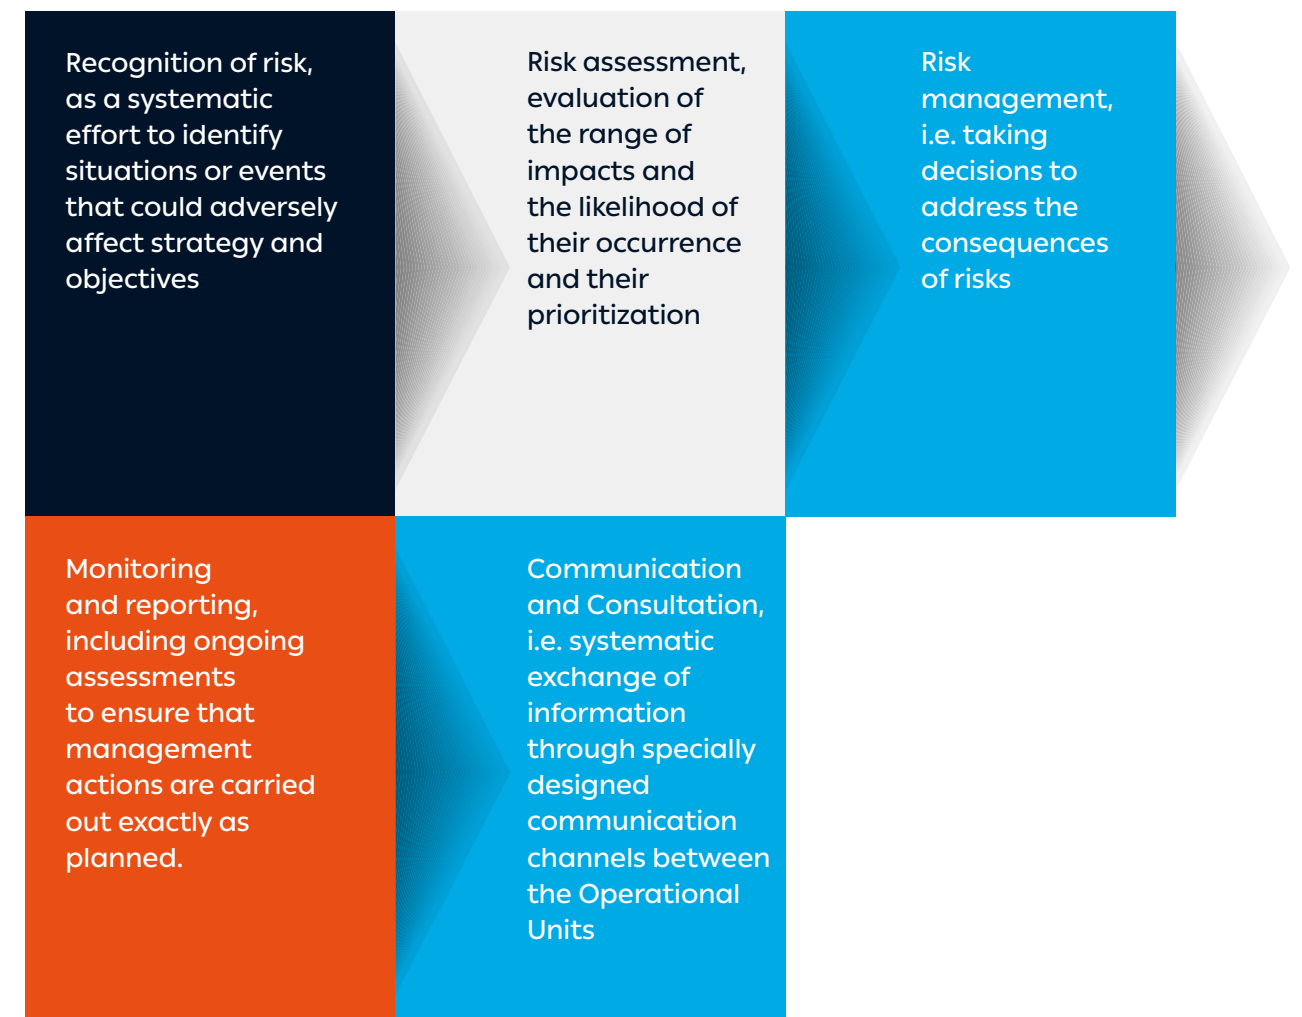 Recognition of risk,
as a systematic
effort to identify
situations or events
that could adversely
affect strategy and
objectives
Risk assessment,
evaluation of
the range of
impacts and
the likelihood of
their occurrence
and their
prioritization
Risk
management,
i.e. taking
decisions to
address the
consequences
of risks
Monitoring
and reporting,
including ongoing
assessments
to ensure that
management
actions are carried
out exactly as
planned.
Communication
and Consultation,
i.e. systematic
exchange of
information
through specially
designed
communication
channels between
the Operational
Units